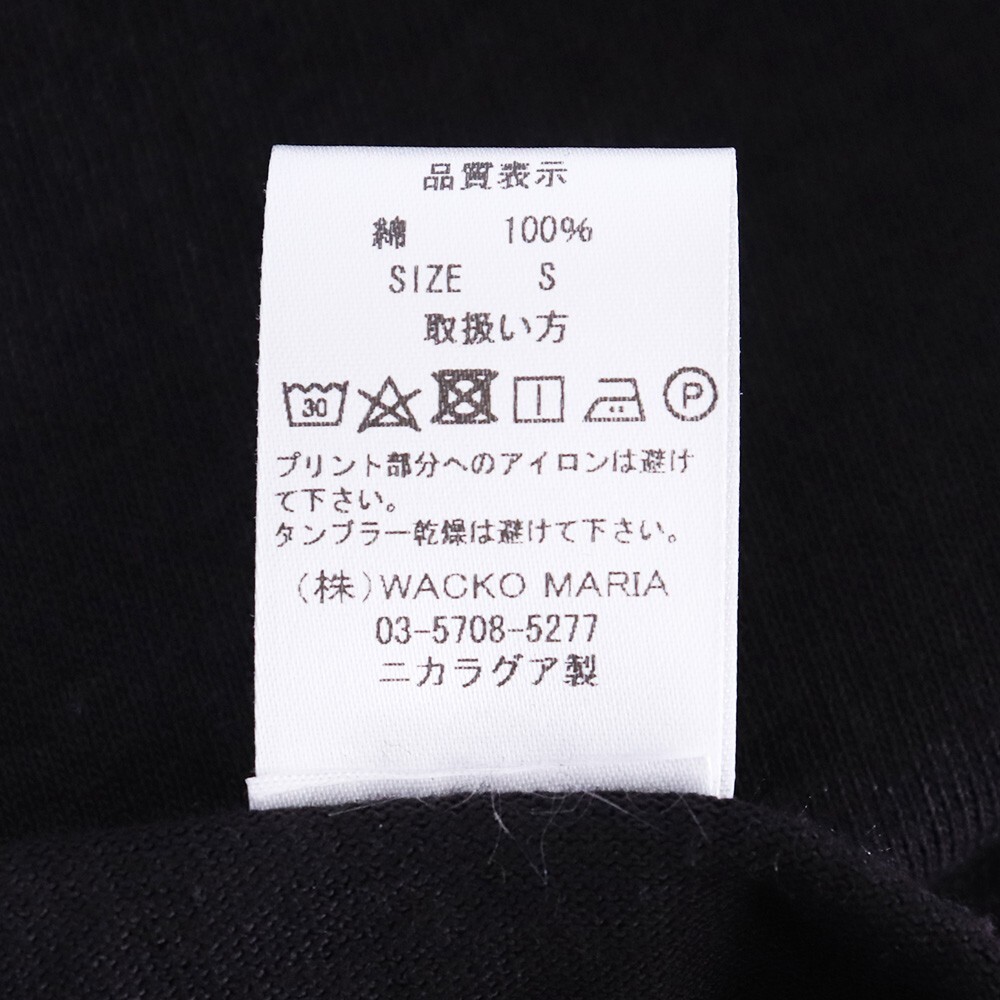 品質表示
綿 100%
SIZE S
取扱い方
30 P
プリント部分へのアイロンは避け
て下さい。
タンブラー乾燥は避けて下さい。
(株)WACKO MARIA
03-5708-5277
ニカラグア製